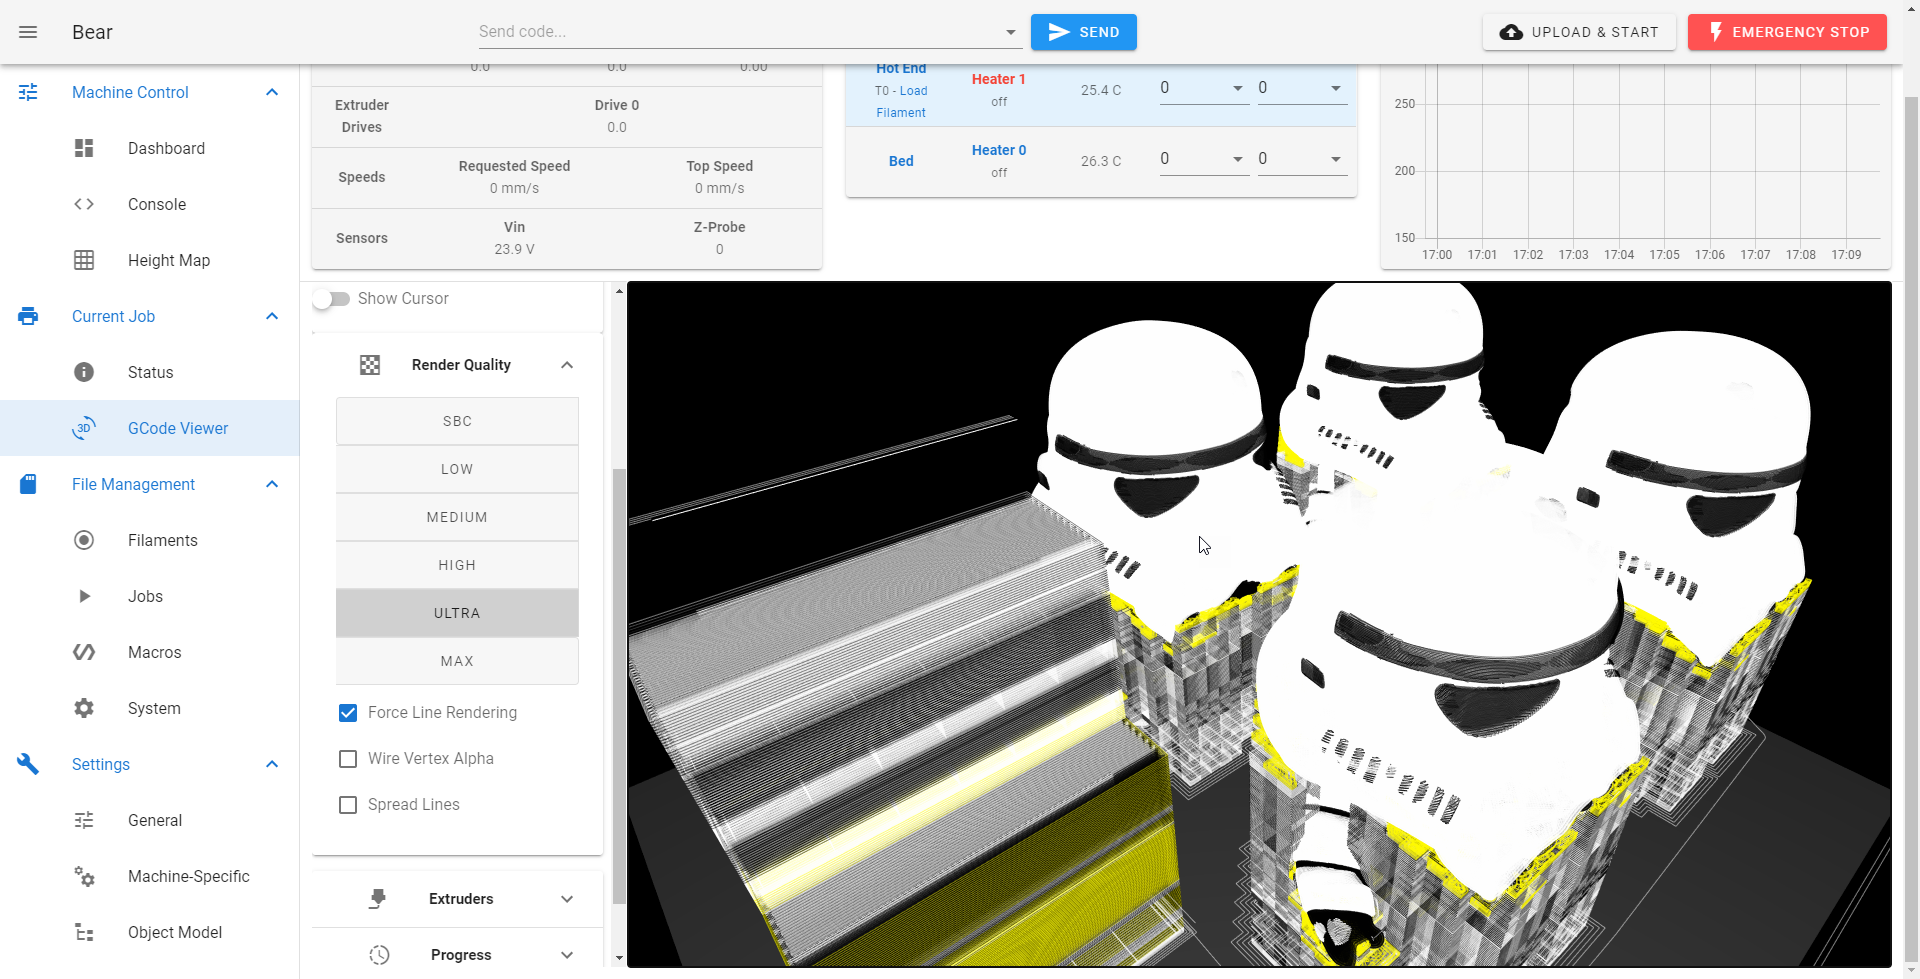 Bear
Send code...
SEND
UPLOAD & START
EMERGENCY STOP
Machine Control
Dashboard
Console
Height Map
Current Job
Status
GCode Viewer
File Management
Filaments
Jobs
Macros
System
Settings
General
Machine-Specific
Object Model
0.0 0.0 0.00
Extruder Drives
Drive 0
0.0
Speeds
Requested Speed
0 mm/s
Top Speed
0 mm/s
Sensors
Vin
23.9 V
Z-Probe
0
Hot End
T0 - Load
Filament
Heater 1
off
25.4 C
0
0
Bed
Heater 0
off
26.3 C
0
0
250
200
150
17:00 17:01 17:02 17:03 17:04 17:05 17:06 17:07 17:08 17:09
Show Cursor
Render Quality
SBC
LOW
MEDIUM
HIGH
ULTRA
MAX
Force Line Rendering
Wire Vertex Alpha
Spread Lines
Extruders
Progress
3D